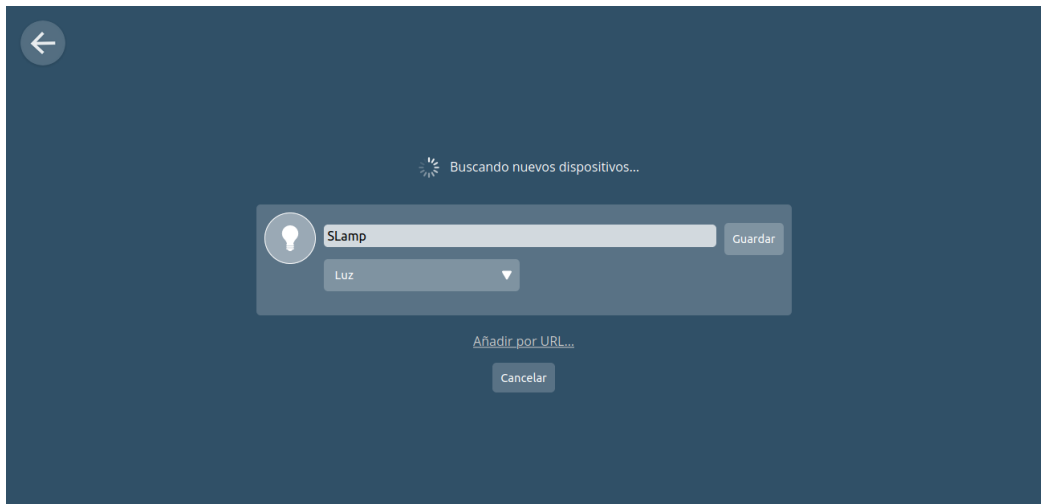 Buscando nuevos dispositivos...
SLamp
Guardar
Luz
Añadir por URL...
Cancelar